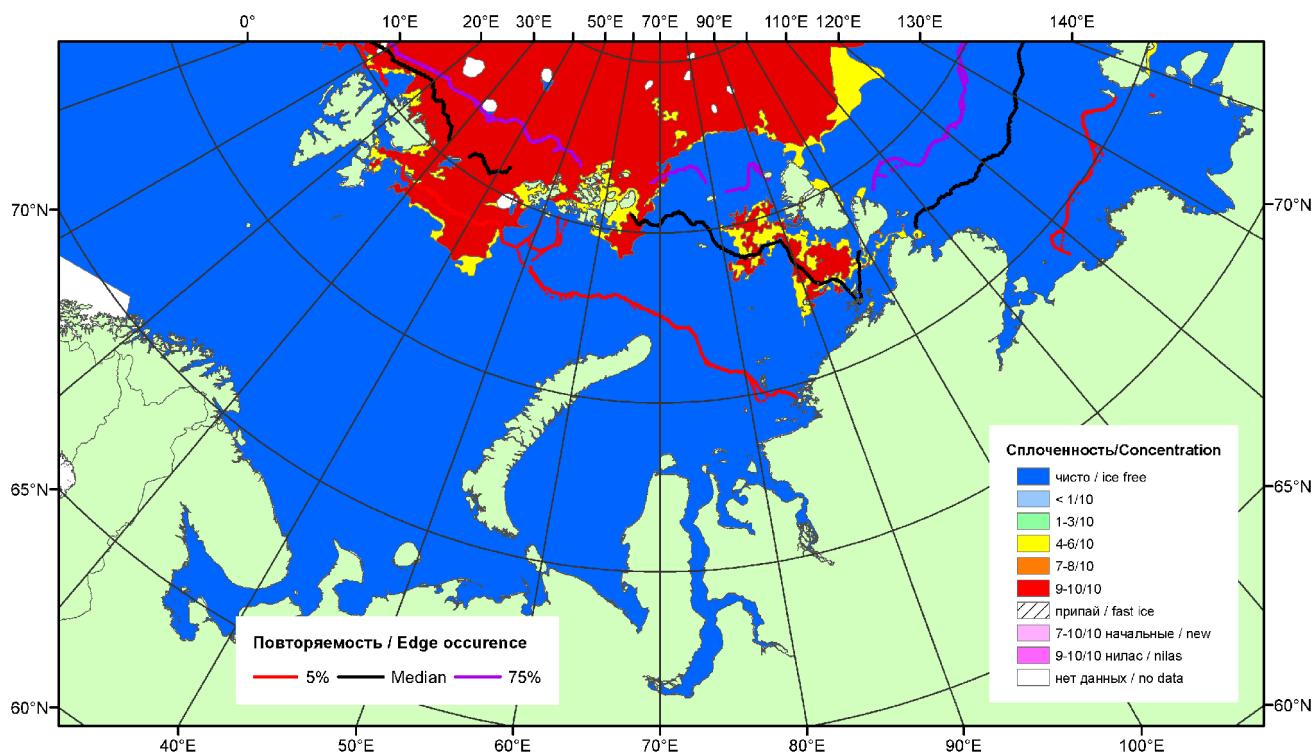 0° 10°E 20°E 30°E 50°E 70°E 90°E 110°E 120°E 130°E 140°E
70°N 70°N
65°N 65°N
60°N 60°N
Сплоченность/Concentration
чисто / ice free
< 1/10
1-3/10
4-6/10
7-8/10
9-10/10
припай / fast ice
7-10/10 начальные / new
9-10/10 нилас / nilas
нет данных / no data
Повторяемость / Edge occurence
5% Median 75%
40°E 50°E 60°E 70°E 80°E 90°E 100°E